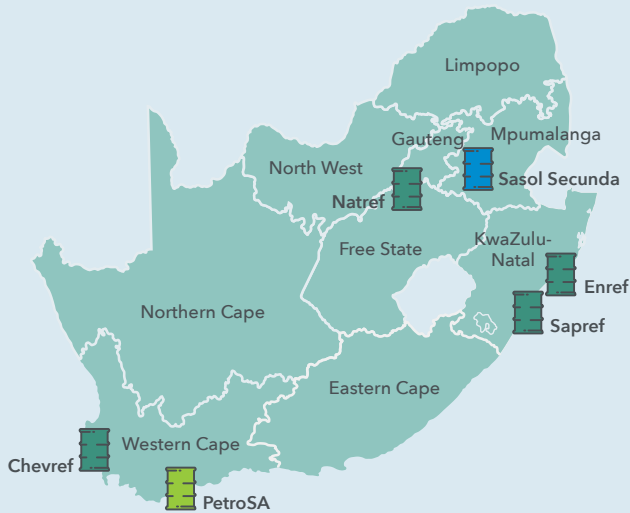 Limpopo
Gauteng
Mpumalanga
North West
Sasol Secunda
Natref
Free State
KwaZulu-
Natal
Enref
Northern Cape
Sapref
Eastern Cape
Western Cape
Chevref
PetroSA